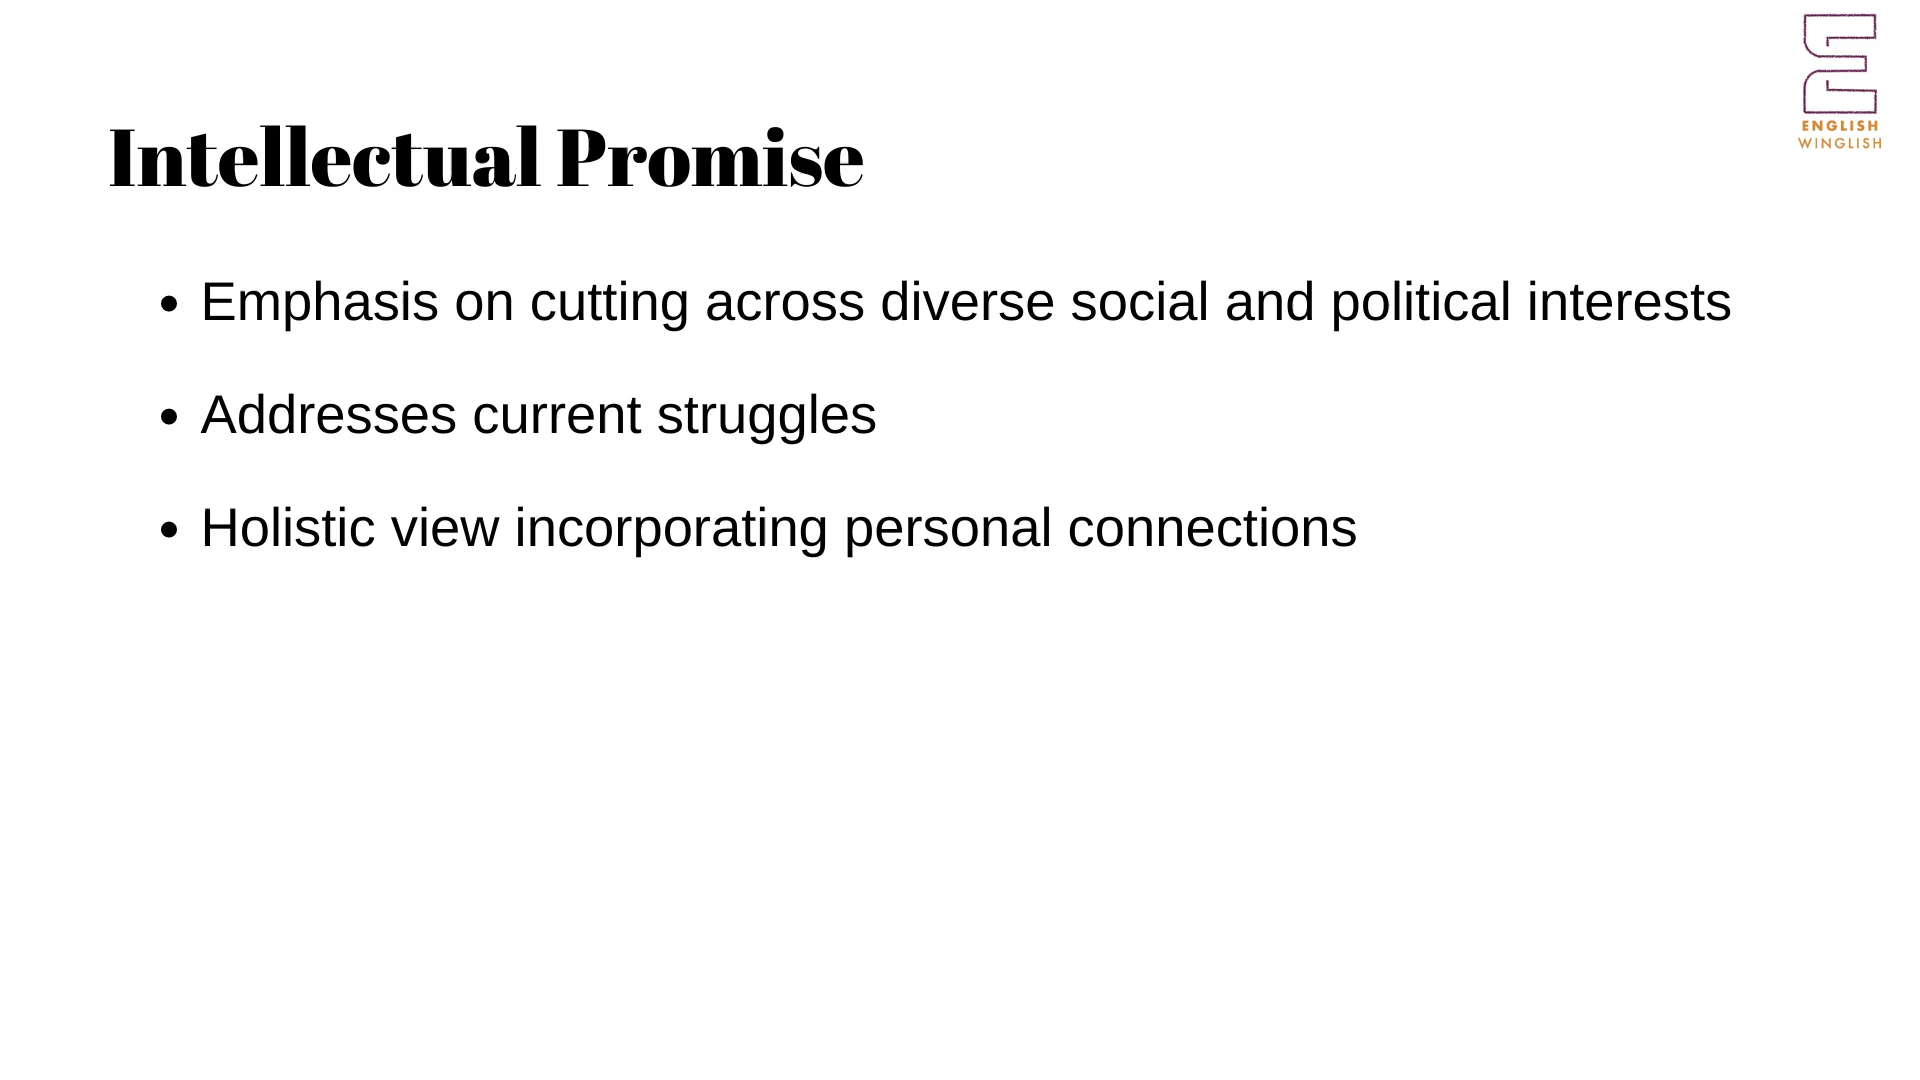 ENGLISH
WINGLISH
Intellectual Promise
• Emphasis on cutting across diverse social and political interests
• Addresses current struggles
• Holistic view incorporating personal connections